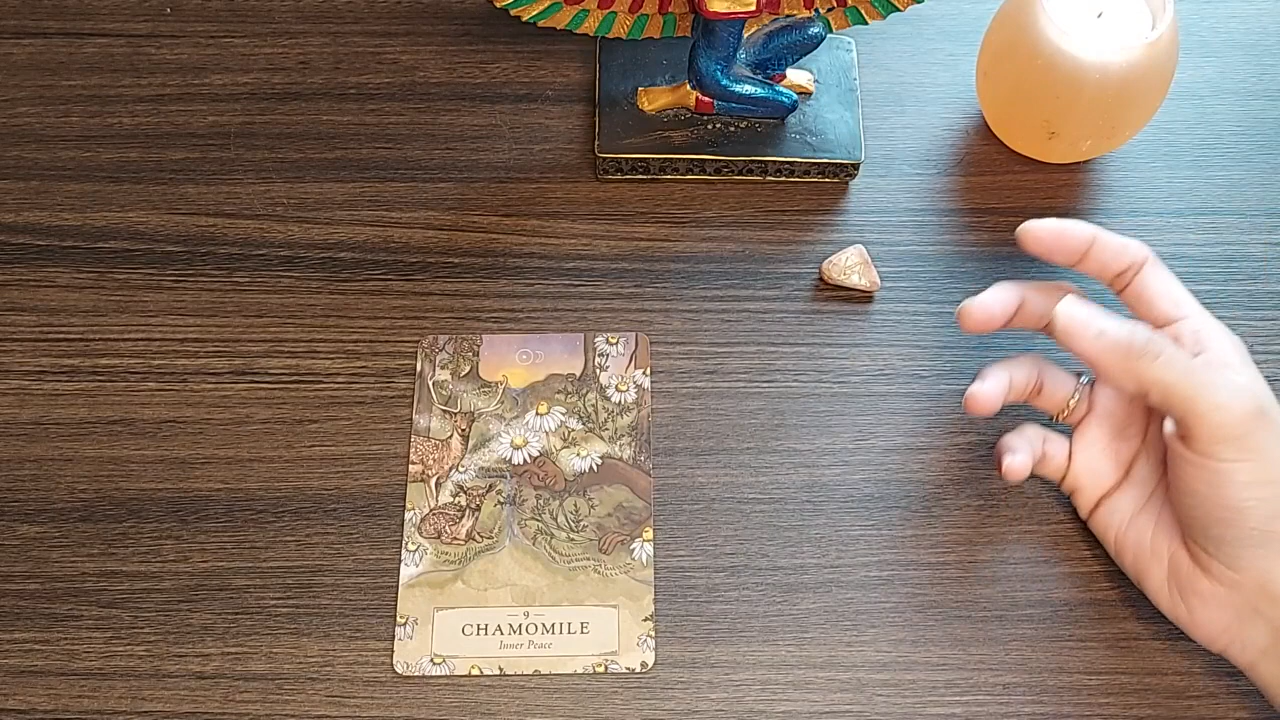 — 9 —
CHAMOMILE
Inner Peace